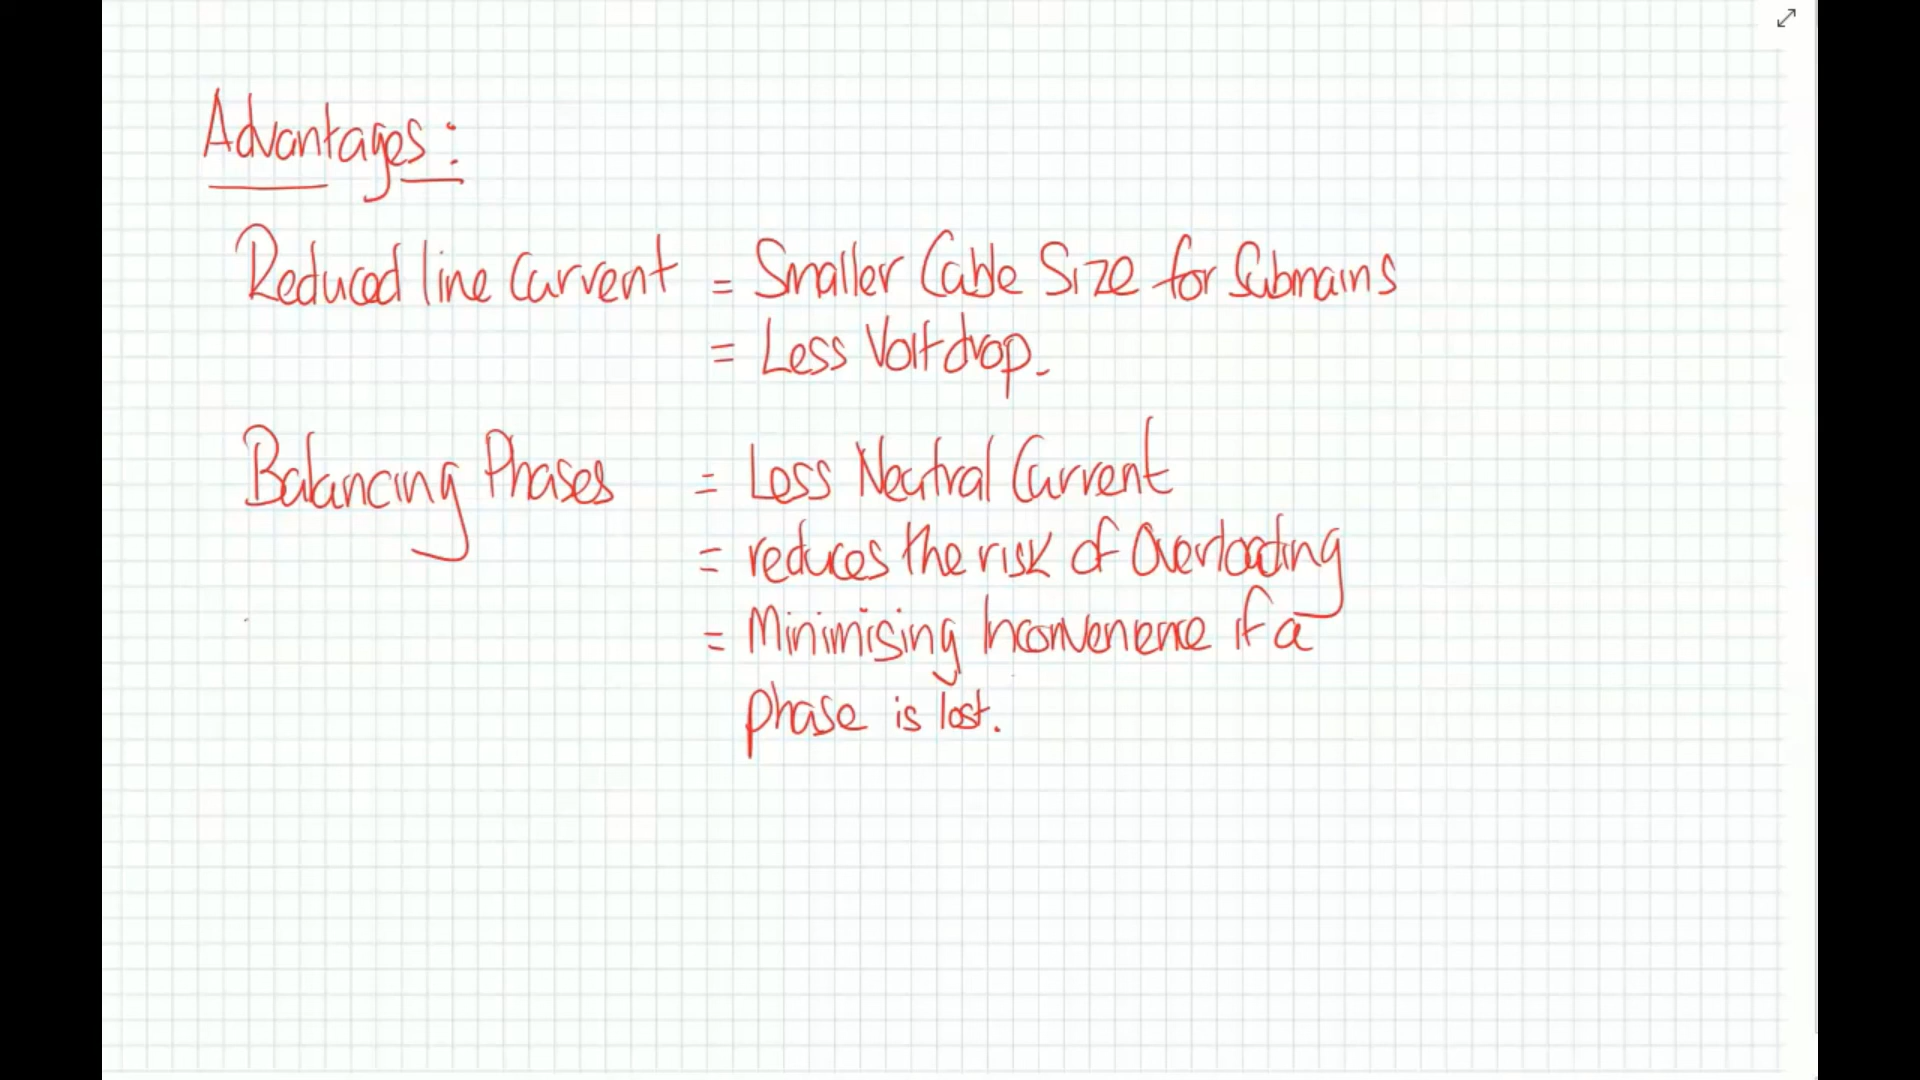 Advantages:
Reduced line Current = Smaller Cable Size for Submains
= Less Volt drop.
Balancing Phases = Less Neutral Current
= reduces the risk of Overloading
= Minimising Inconvenience if a
phase is lost.